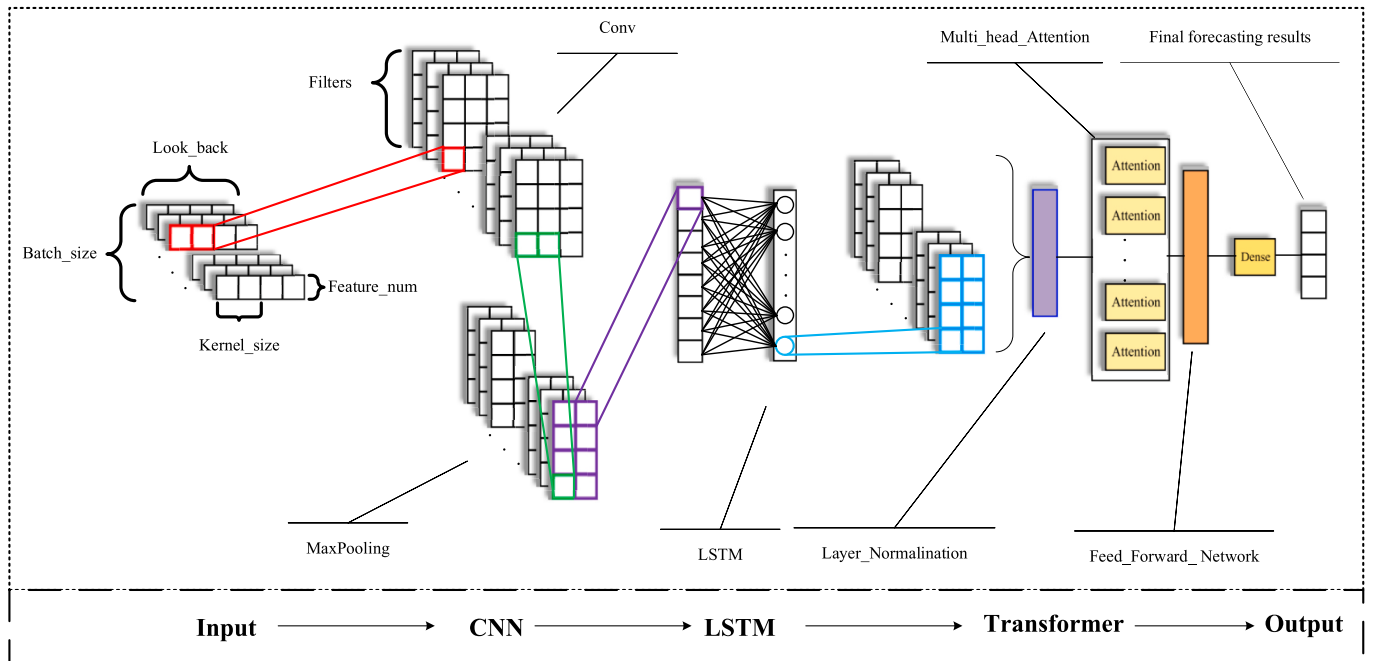 Conv
Multi_head_Attention
Final forecasting results
Filters
Look_back
Batch_size
Feature_num
Kernel_size
Attention
Attention
Attention
Attention
Dense
MaxPooling
LSTM
Layer_Normalination
Feed_Forward_ Network
Input
CNN
LSTM
Transformer
Output